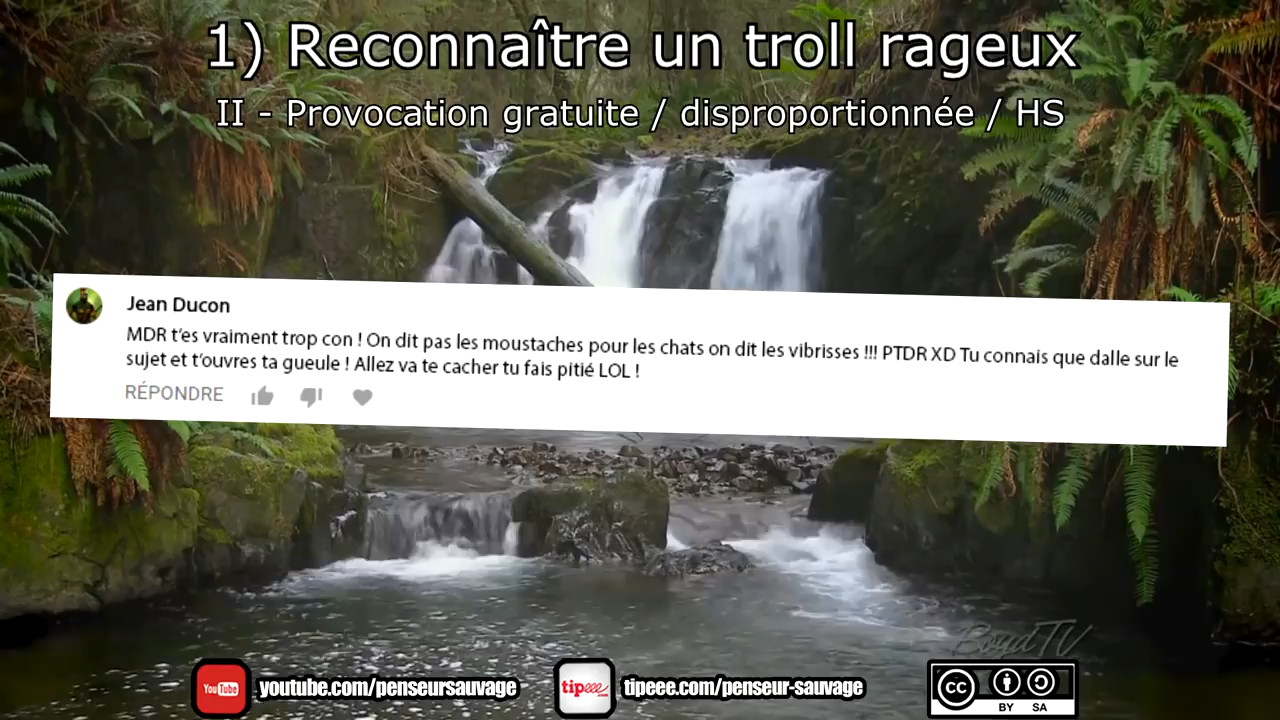 1) Reconnaître un troll rageux
II - Provocation gratuite / disproportionnée / HS
Jean Ducon
MDR t'es vraiment trop con ! On dit pas les moustaches pour les chats on dit les vibrisses !!! PTDR XD Tu connais que dalle sur le
sujet et t'ouvres ta gueule ! Allez va te cacher tu fais pitié LOL !
RÉPONDRE
BoydTV
YouTube youtube.com/penseursauvage tipeee tipeee.com/penseur-sauvage cc
BY SA